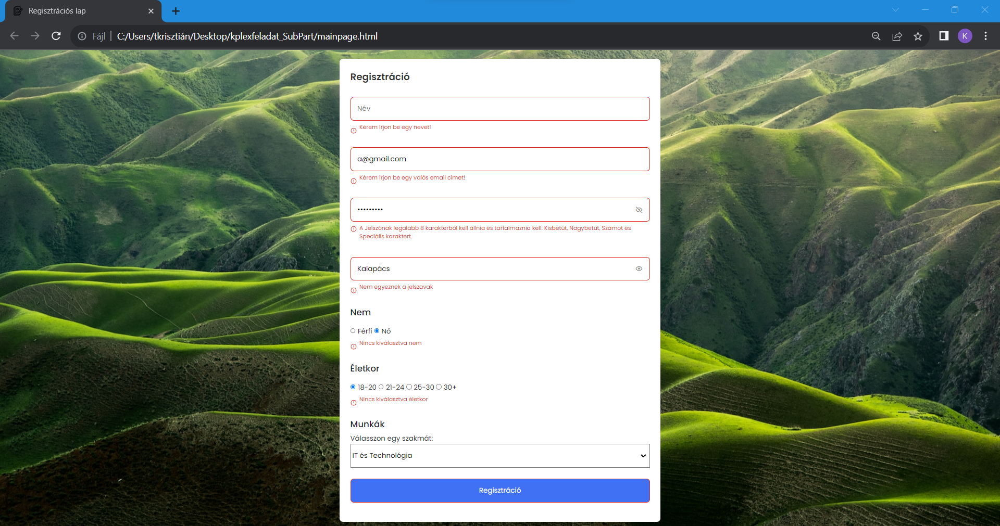 Regisztrációs lap
Fájl
C:/Users/tkrisztián/Desktop/kplexfeladat_SubPart/mainpage.html
K
Regisztráció
Név
Kérem írjon be egy nevet!
a@gmail.com
Kérem írjon be egy valós email címet!
•••••••••
A Jelszónak legalább 8 karakterből kell állnia és tartalmaznia kell: Kisbetűt, Nagybetűt, Számot és
Speciális karaktert.
Kalapács
Nem egyeznek a jelszavak
Nem
Férfi Nő
Nincs kiválasztva nem
Életkor
18-20 21-24 25-30 30+
Nincs kiválasztva életkor
Munkák
Válasszon egy szakmát:
IT és Technológia
Regisztráció